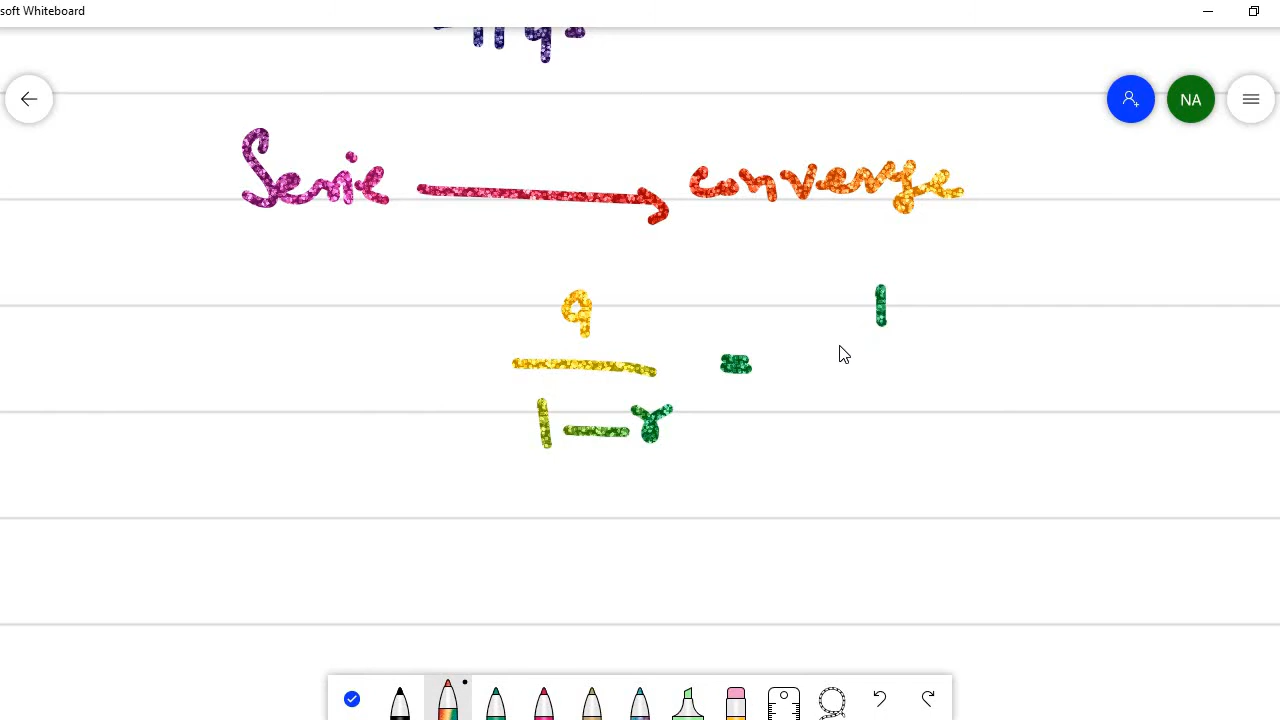 soft Whiteboard
NA
Serie → converge
a
— = 1
1 - r